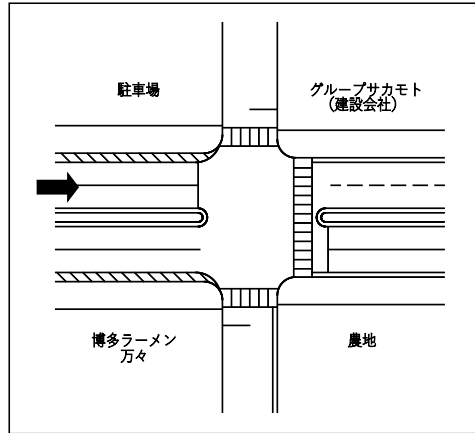 駐車場
グループサカモト
（建設会社）
博多ラーメン
万々
農地